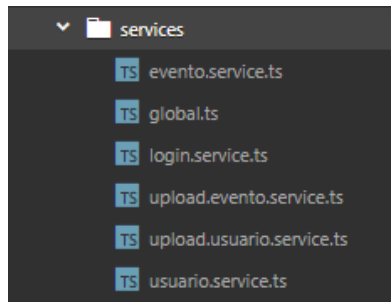 services
TS evento.service.ts
TS global.ts
TS login.service.ts
TS upload.evento.service.ts
TS upload.usuario.service.ts
TS usuario.service.ts